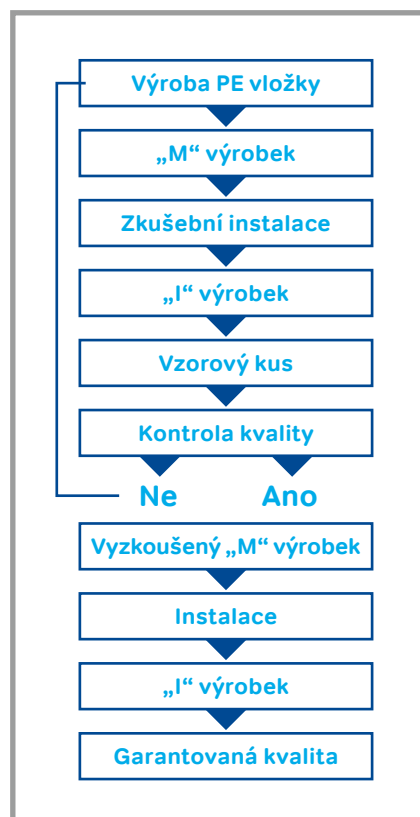 Výroba PE vložky
„M“ výrobek
Zkušební instalace
„I“ výrobek
Vzorový kus
Kontrola kvality
Ne Ano
Vyzkoušený „M“ výrobek
Instalace
„I“ výrobek
Garantovaná kvalita